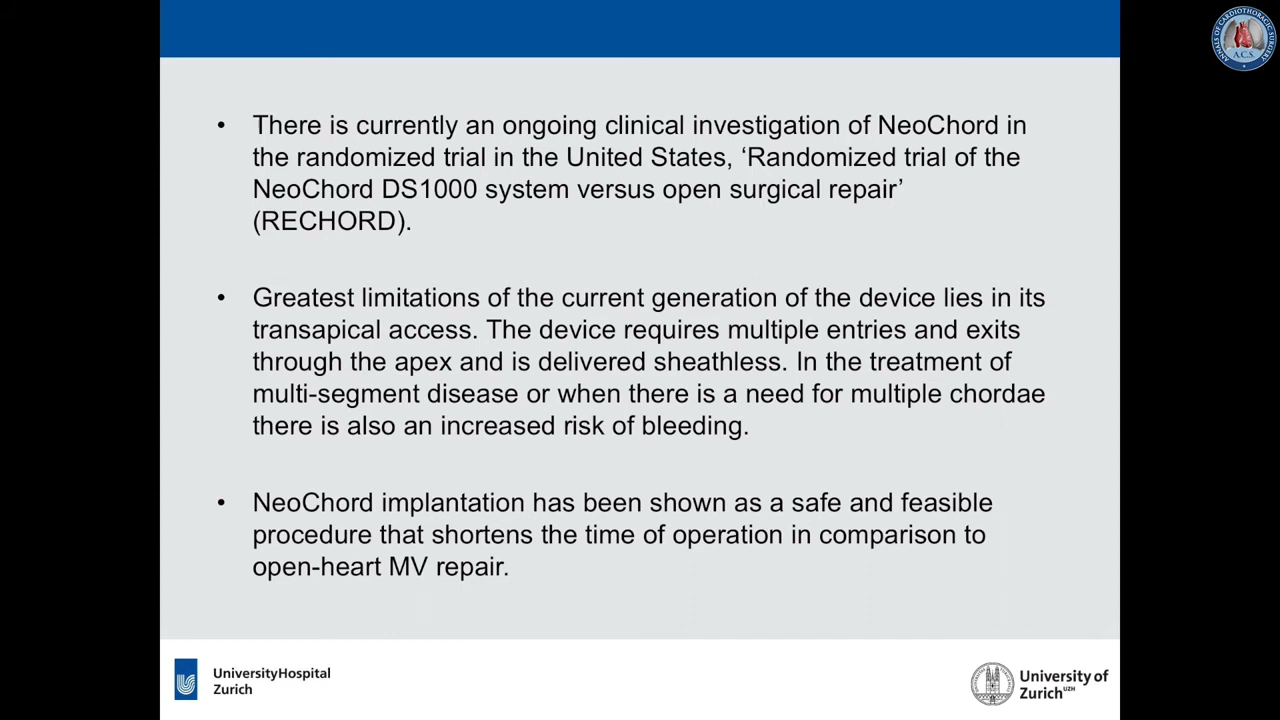 • There is currently an ongoing clinical investigation of NeoChord in
the randomized trial in the United States, ‘Randomized trial of the
NeoChord DS1000 system versus open surgical repair’
(RECHORD).
• Greatest limitations of the current generation of the device lies in its
transapical access. The device requires multiple entries and exits
through the apex and is delivered sheathless. In the treatment of
multi-segment disease or when there is a need for multiple chordae
there is also an increased risk of bleeding.
• NeoChord implantation has been shown as a safe and feasible
procedure that shortens the time of operation in comparison to
open-heart MV repair.
UniversityHospital
Zurich
University of
Zurich UZH
ANNALS OF CARDIOTHORACIC SURGERY
A.C.S